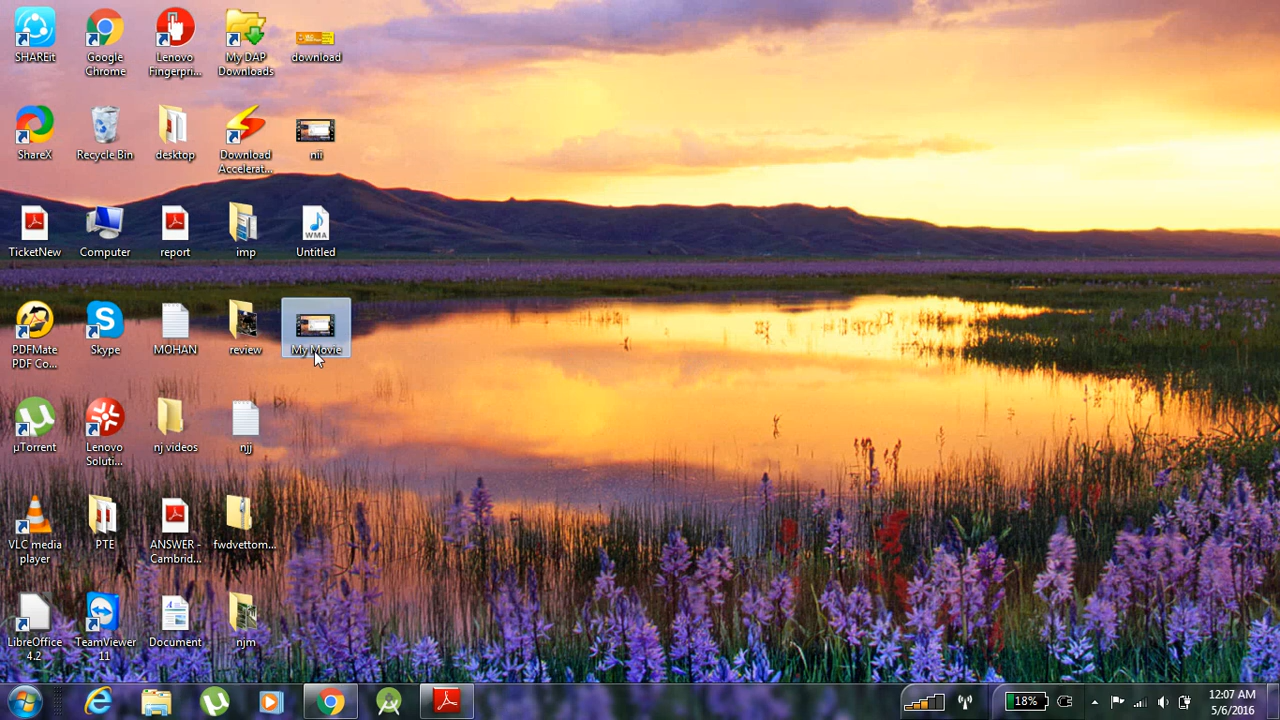 SHAREit
Google
Chrome
Lenovo
Fingerpri...
My DAP
Downloads
download
ShareX
Recycle Bin
desktop
Download
Accelerat...
nii
TicketNew
Computer
report
imp
WMA
Untitled
PDFMate
PDF Co...
Skype
MOHAN
review
My Movie
µTorrent
Lenovo
Soluti...
nj videos
njj
VLC media
player
PTE
ANSWER -
Cambrid...
fwdvettom...
LibreOffice
4.2
TeamViewer
11
Document
njm
18%
12:07 AM
5/6/2016